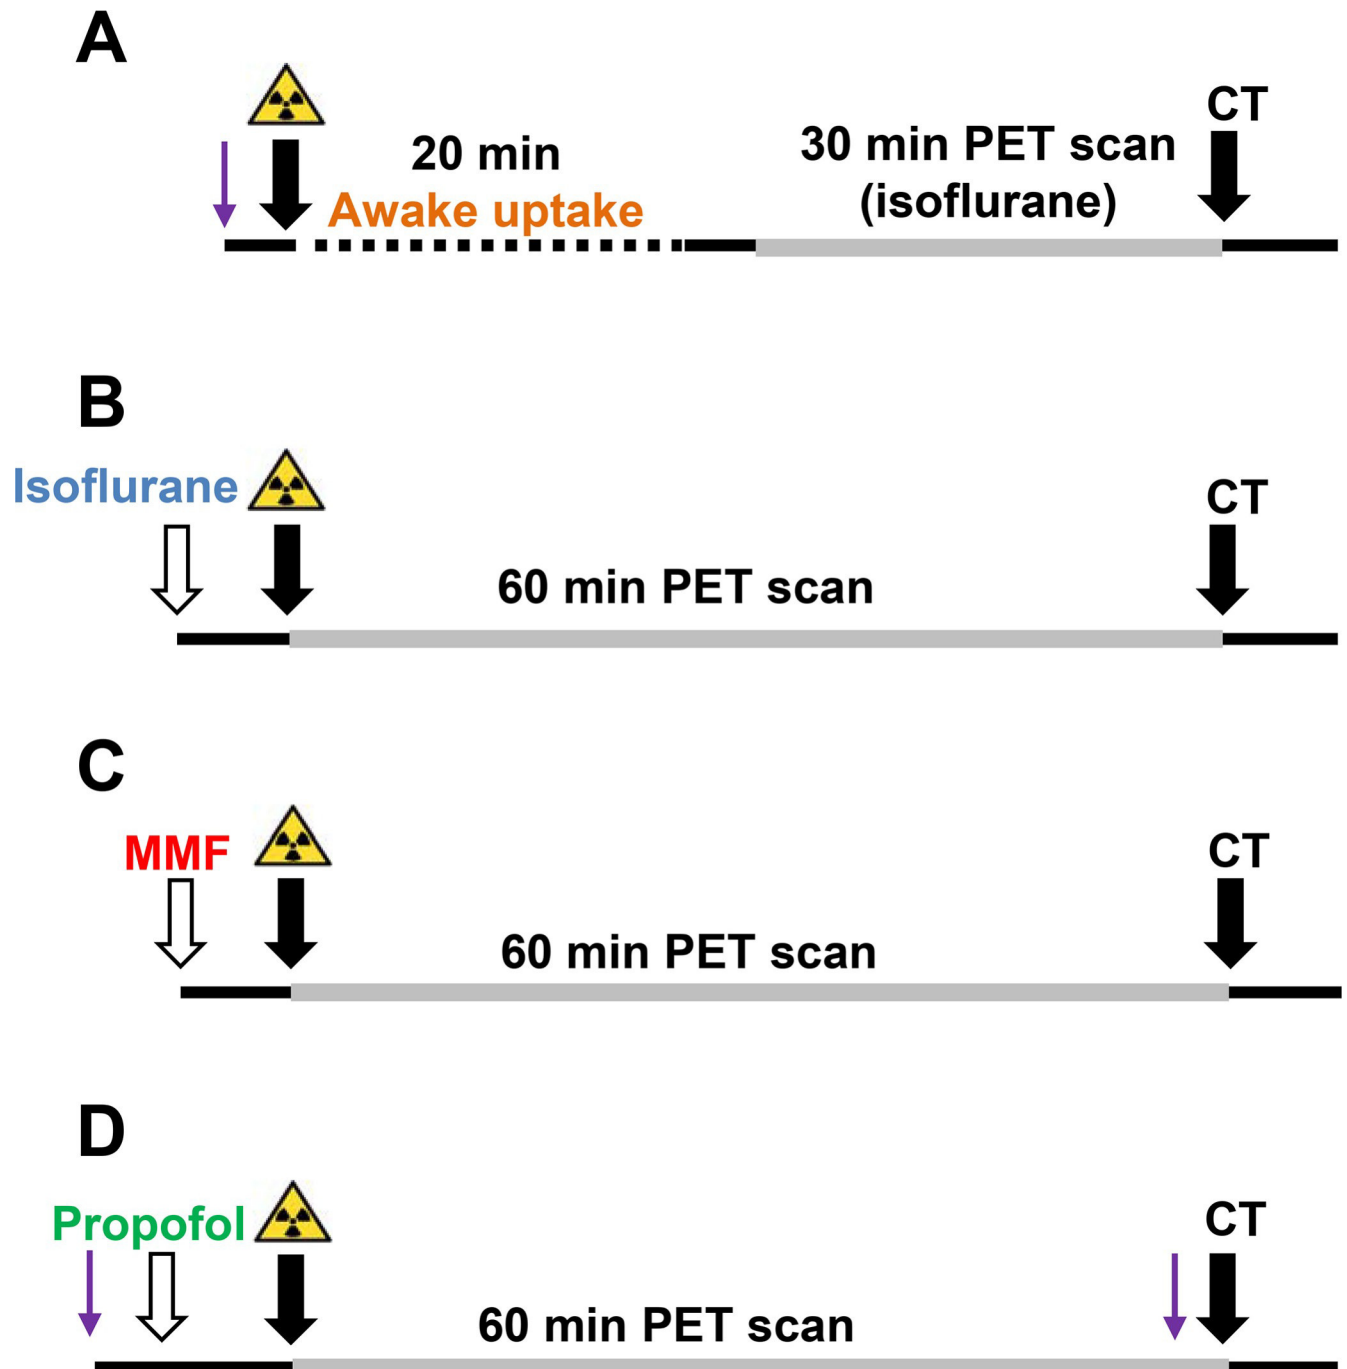 A
CT
20 min
30 min PET scan
Awake uptake
(isoflurane)
B
Isoflurane
CT
60 min PET scan
C
MMF
CT
60 min PET scan
D
Propofol
CT
60 min PET scan